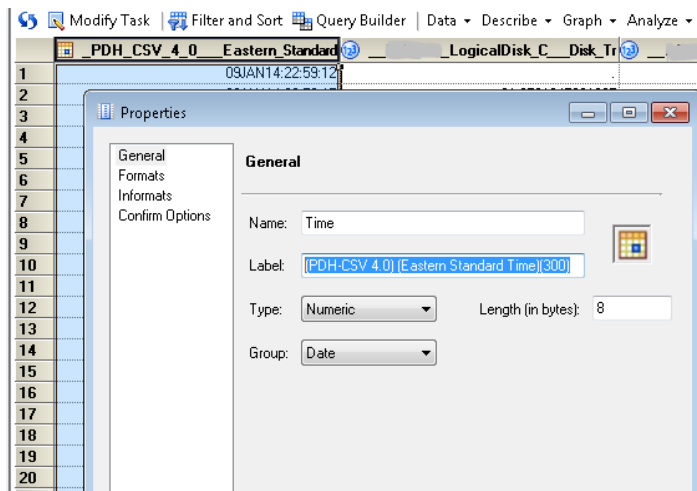 Modify Task Filter and Sort Query Builder Data Describe Graph Analyze
_PDH_CSV_4_0___Eastern_Standard __ _LogicalDisk_C___Disk_Tr __
1 09JAN14:22:59:12 .
2
3
4
5
6
7
8
9
10
11
12
13
14
15
16
17
18
19
20
Properties
General
Formats
Informats
Confirm Options
General
Name: Time
Label: (PDH-CSV 4.0) (Eastern Standard Time)(300)
Type: Numeric Length (in bytes): 8
Group: Date